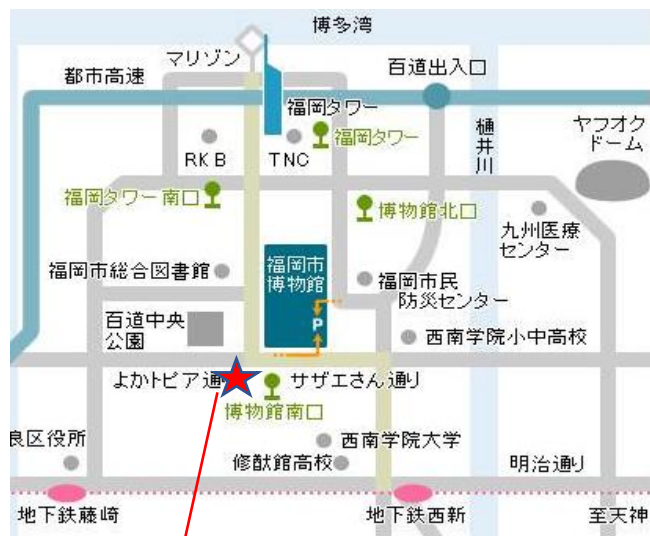 博多湾
マリゾン
都市高速
百道出入口
福岡タワー
福岡タワー
樋井川
ヤフオク
ドーム
RKB
TNC
福岡タワー南口
博物館北口
九州医療
センター
福岡市
博物館
福岡市総合図書館
福岡市民
防災センター
P
百道中央
公園
西南学院小中高校
よかトピア通
サザエさん通り
博物館南口
良区役所
西南学院大学
修猷館高校
明治通り
地下鉄藤崎
地下鉄西新
至天神